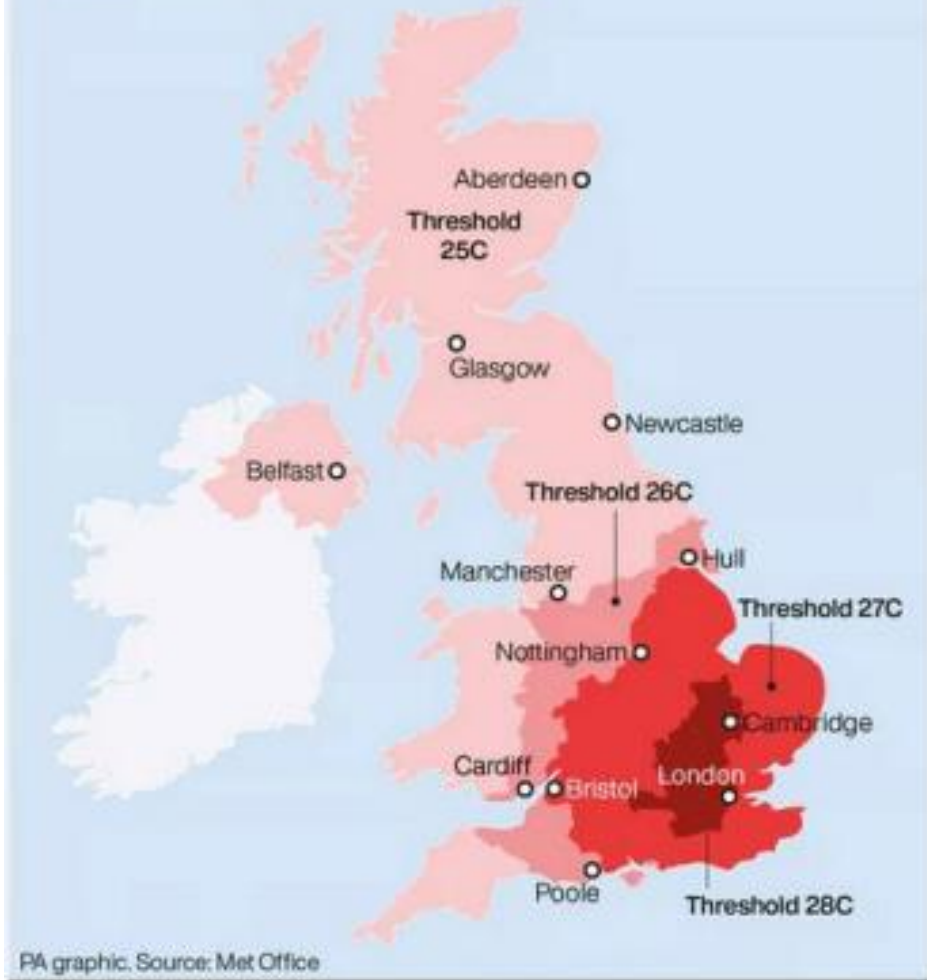 Aberdeen
Threshold
25C
Glasgow
Newcastle
Belfast
Threshold 26C
Hull
Manchester
Threshold 27C
Nottingham
Cambridge
Cardiff
Bristol
London
Poole
Threshold 28C
PA graphic. Source: Met Office